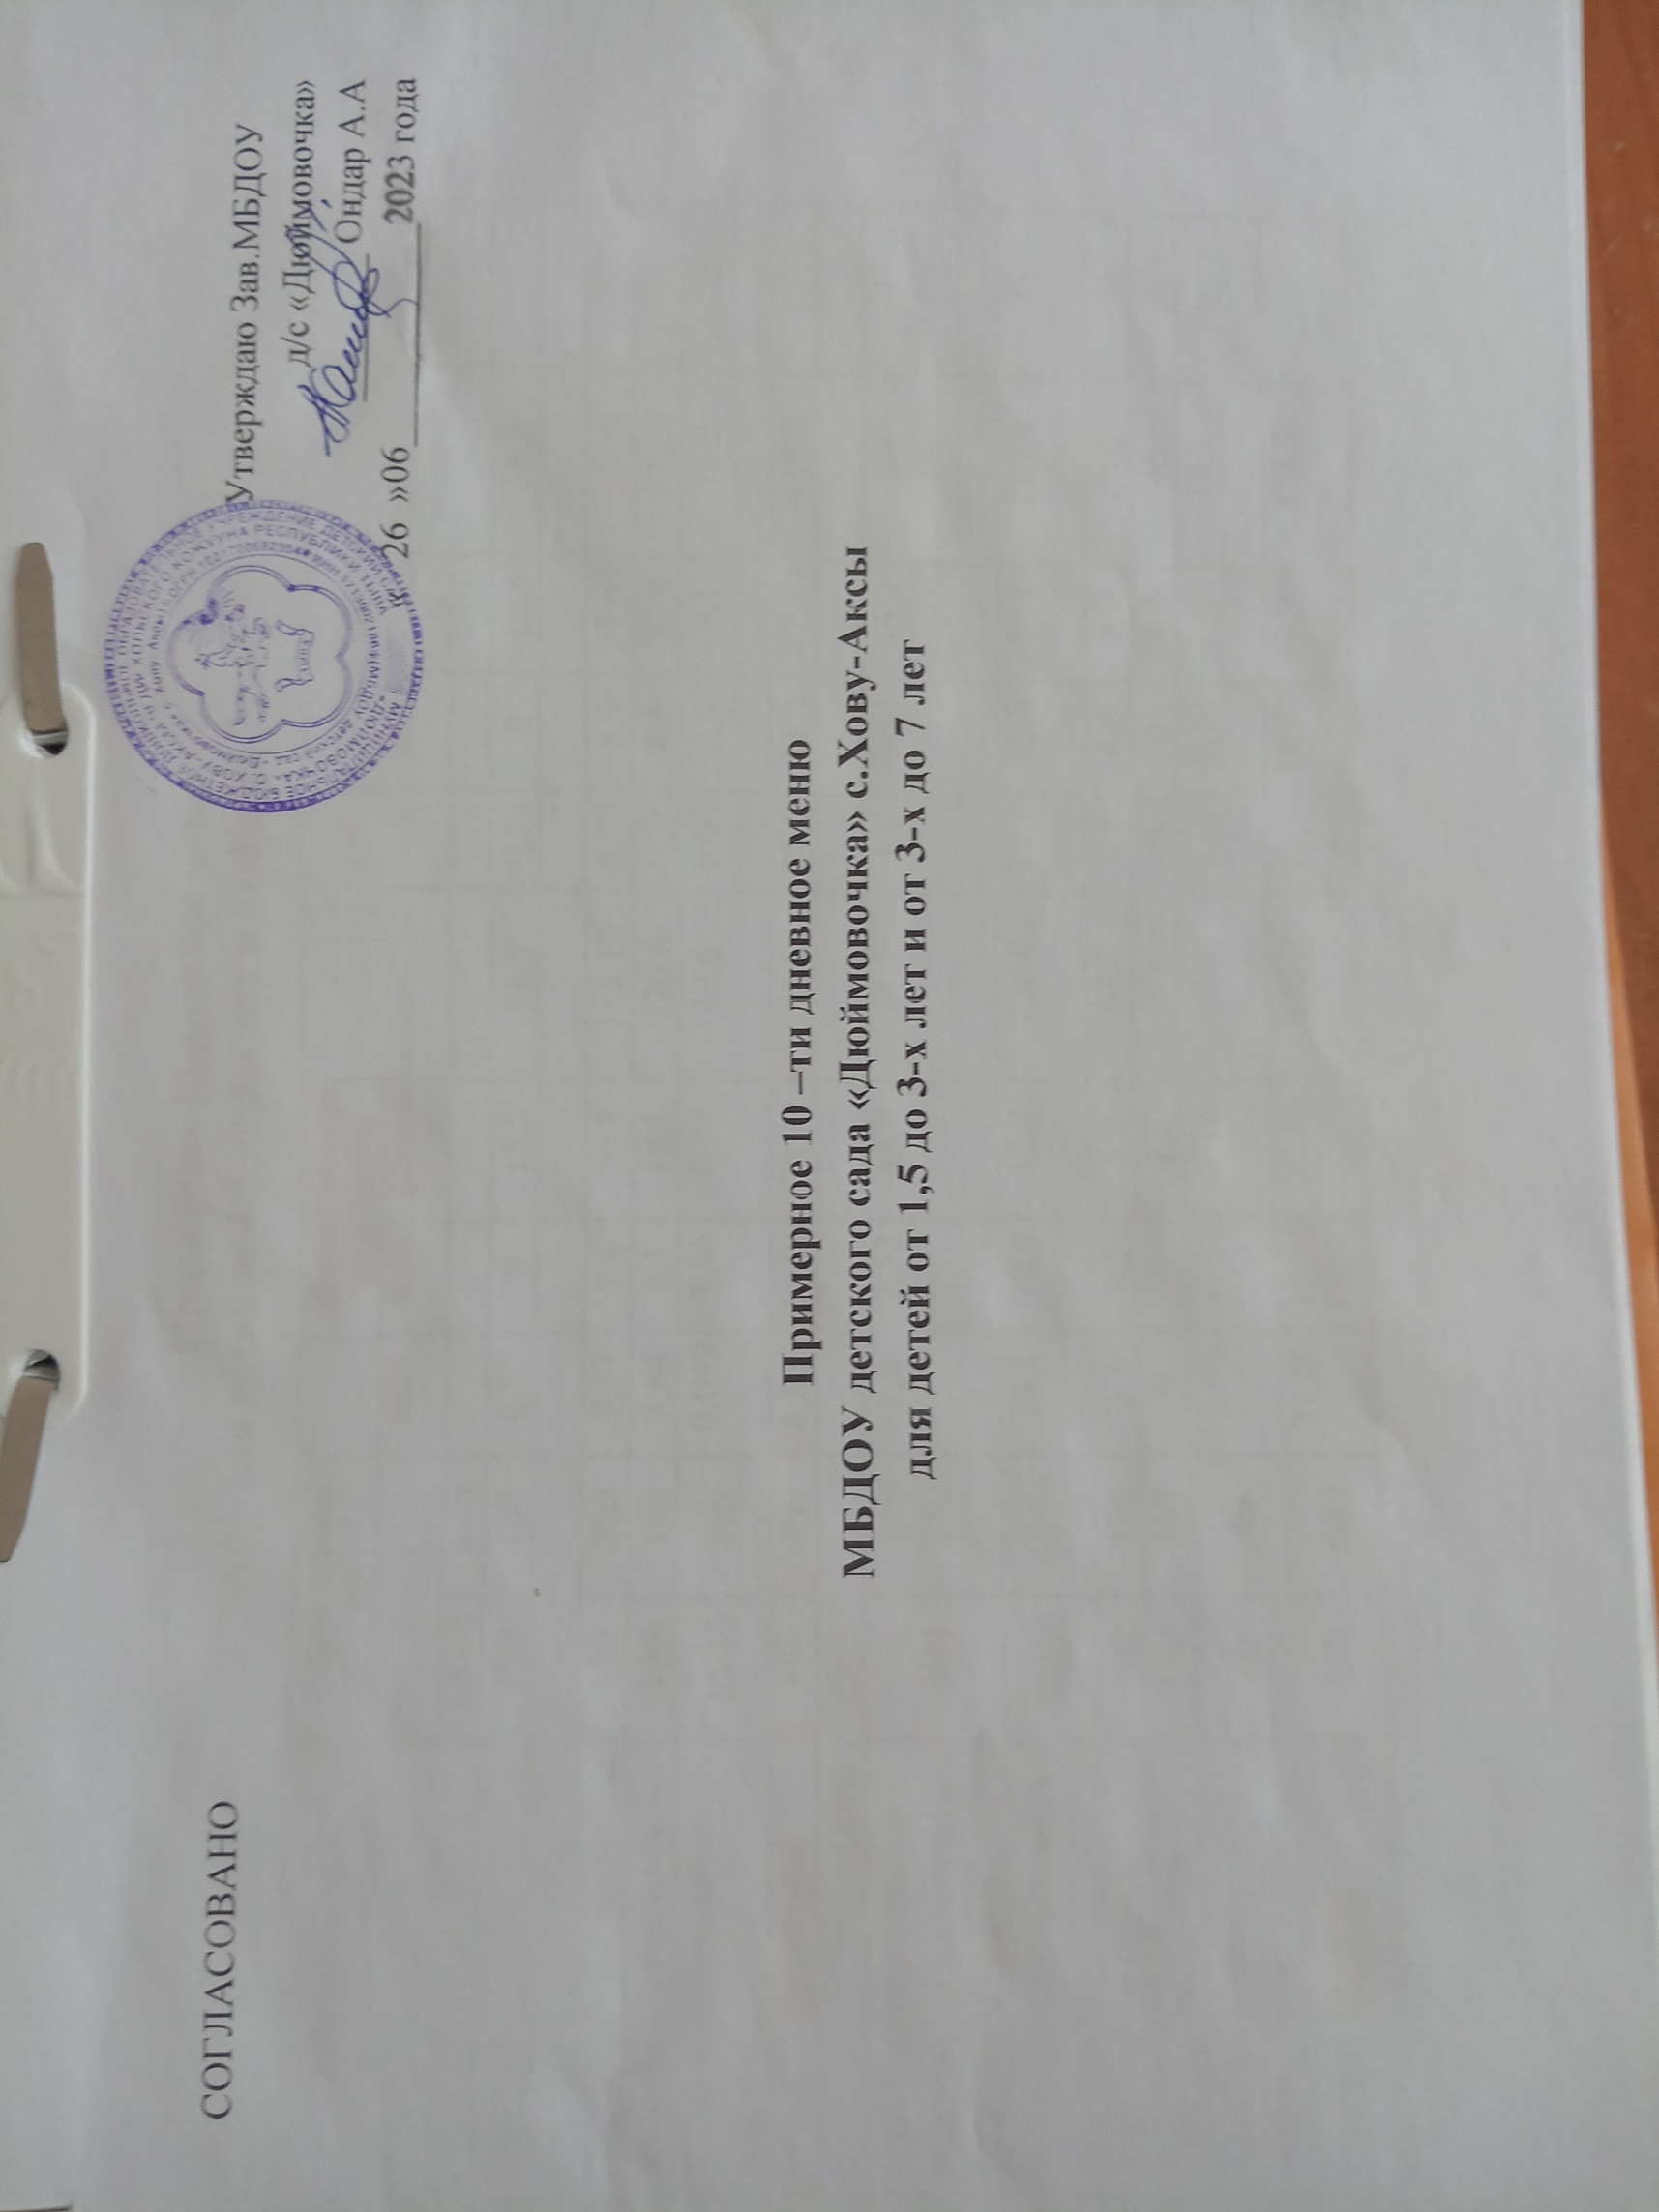 СОГЛАСОВАНО
Утверждаю Зав.МБДОУ
д/с «Дюймовочка»
Ондар А.А
« 26 »06 2023 года
Примерное 10 –ти дневное меню
МБДОУ детского сада «Дюймовочка» с.Хову-Аксы
для детей от 1,5 до 3-х лет и от 3-х до 7 лет